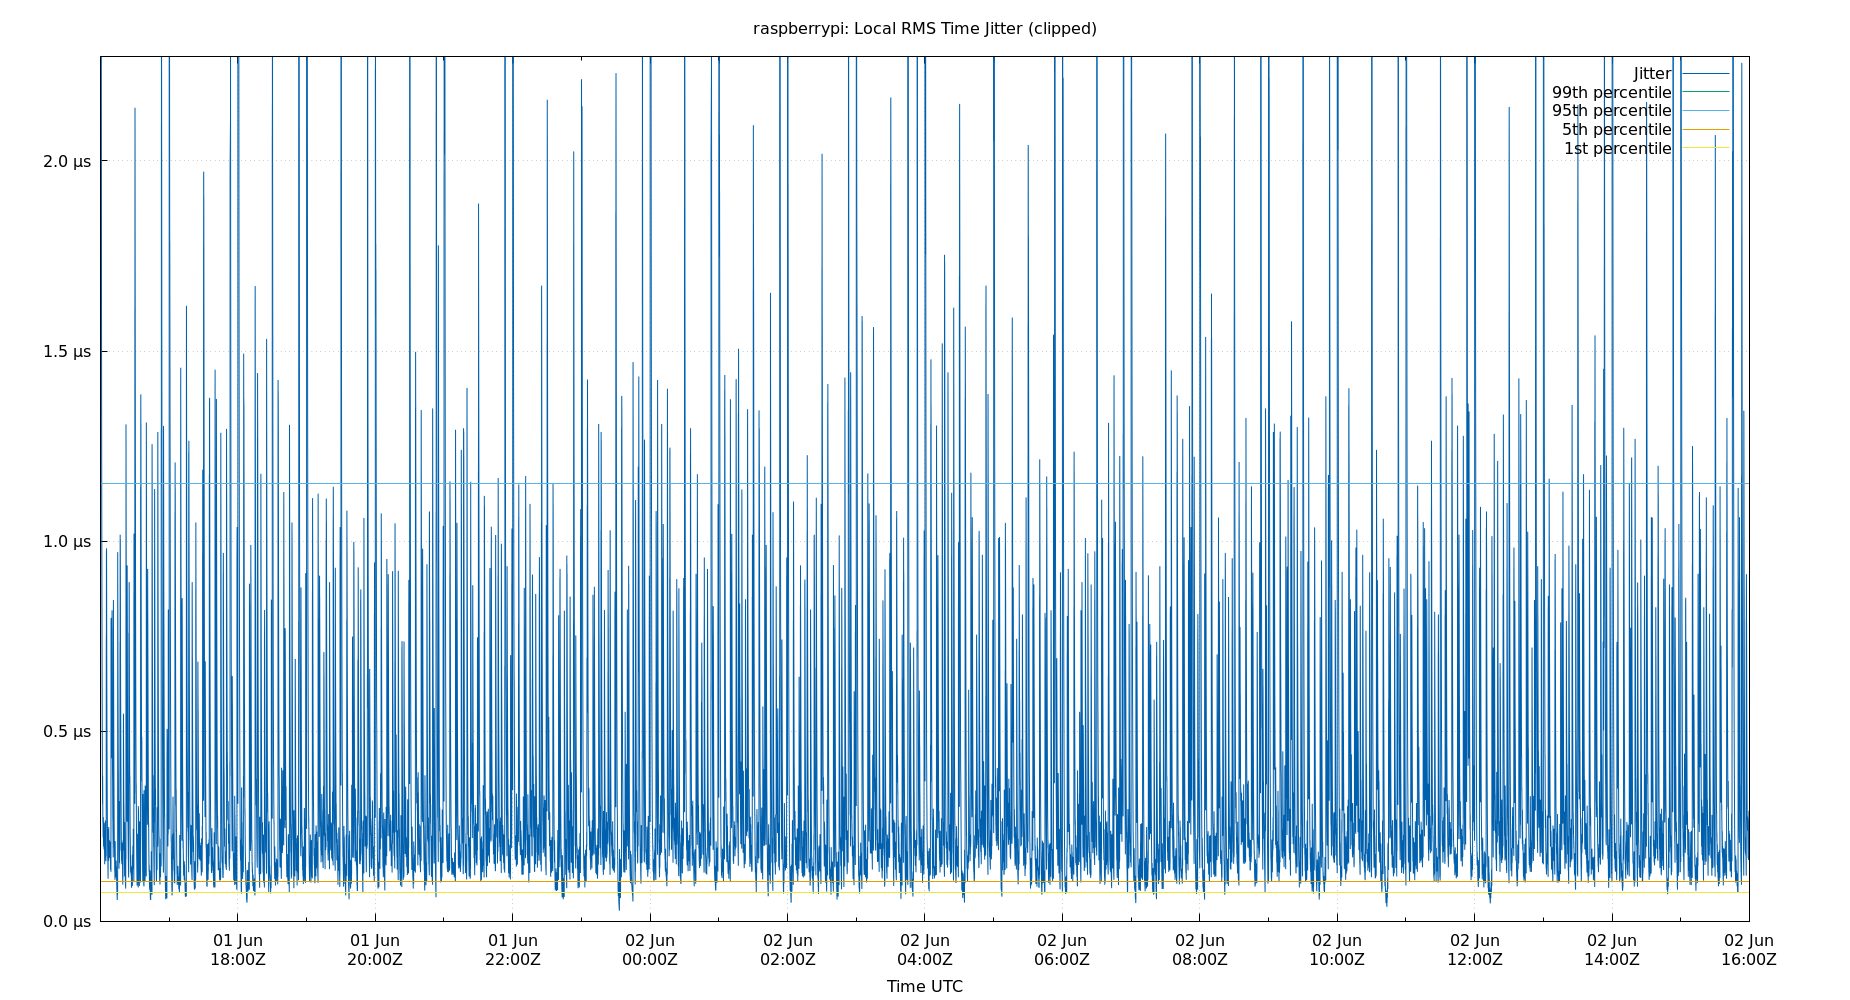 raspberrypi: Local RMS Time Jitter (clipped)
Jitter
99th percentile
95th percentile
5th percentile
1st percentile
2.0 µs
1.5 µs
1.0 µs
0.5 µs
0.0 µs
01 Jun 01 Jun 01 Jun 02 Jun 02 Jun 02 Jun 02 Jun 02 Jun 02 Jun 02 Jun 02 Jun 02 Jun
18:00Z 20:00Z 22:00Z 00:00Z 02:00Z 04:00Z 06:00Z 08:00Z 10:00Z 12:00Z 14:00Z 16:00Z
Time UTC